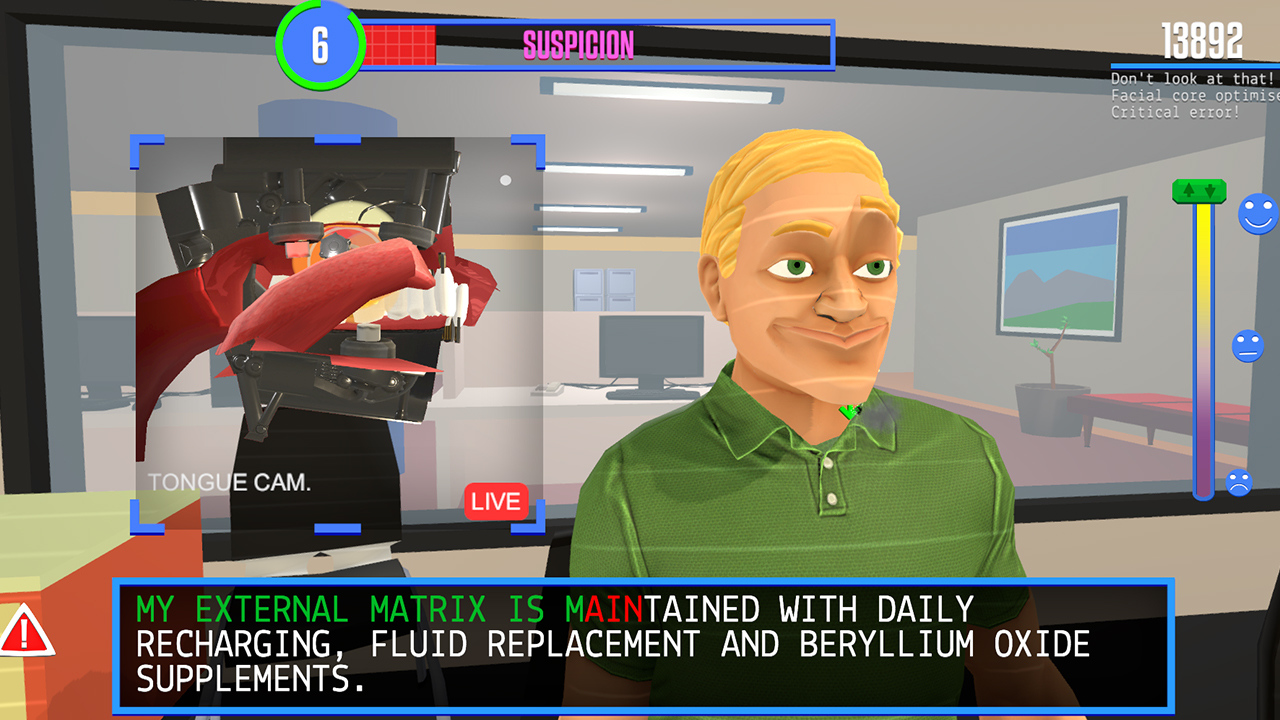 6
SUSPICION
13892
Don't look at that!
Facial core optimise
Critical error!
TONGUE CAM.
LIVE
MY EXTERNAL MATRIX IS MAINTAINED WITH DAILY
RECHARGING, FLUID REPLACEMENT AND BERYLLIUM OXIDE
SUPPLEMENTS.